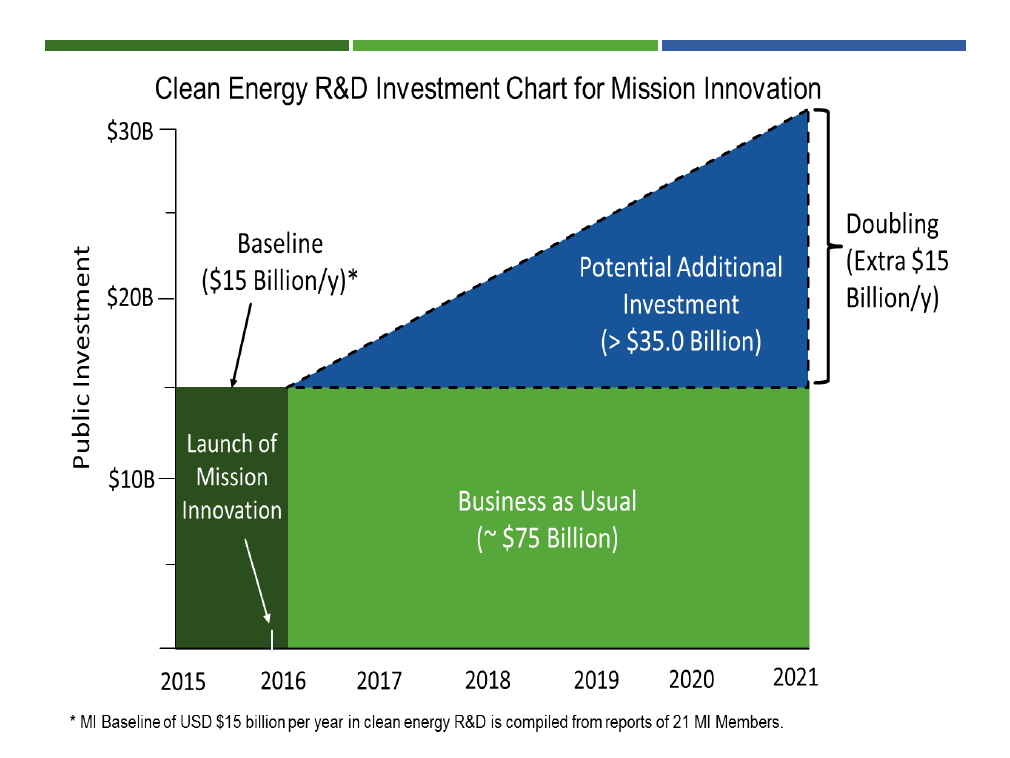 Clean Energy R&D Investment Chart for Mission Innovation
$30B
$20B
$10B
Public Investment
Baseline
($15 Billion/y)*
Launch of
Mission
Innovation
Potential Additional
Investment
(> $35.0 Billion)
Doubling
(Extra $15
Billion/y)
Business as Usual
(~ $75 Billion)
2015 2016 2017 2018 2019 2020 2021
* MI Baseline of USD $15 billion per year in clean energy R&D is compiled from reports of 21 MI Members.